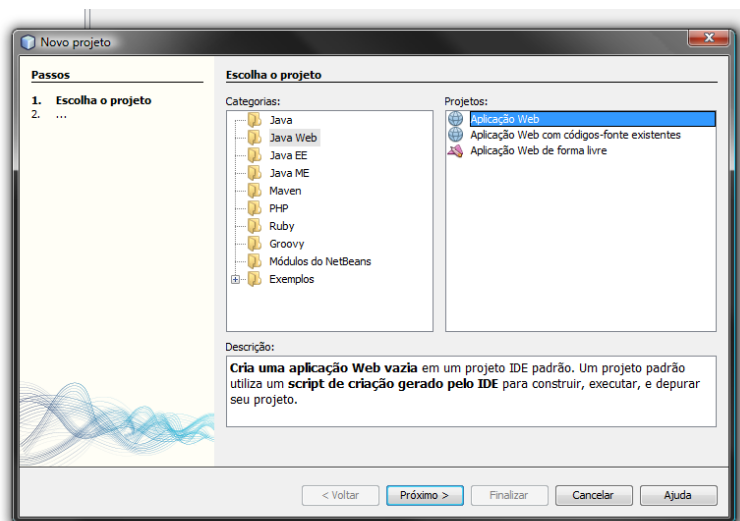 Novo projeto
Passos
1. Escolha o projeto
2. ...
Escolha o projeto
Categorias:
Java
Java Web
Java EE
Java ME
Maven
PHP
Ruby
Groovy
Módulos do NetBeans
Exemplos
Projetos:
Aplicação Web
Aplicação Web com códigos-fonte existentes
Aplicação Web de forma livre
Descrição:
Cria uma aplicação Web vazia em um projeto IDE padrão. Um projeto padrão
utiliza um script de criação gerado pelo IDE para construir, executar, e depurar
seu projeto.
< Voltar
Próximo >
Finalizar
Cancelar
Ajuda